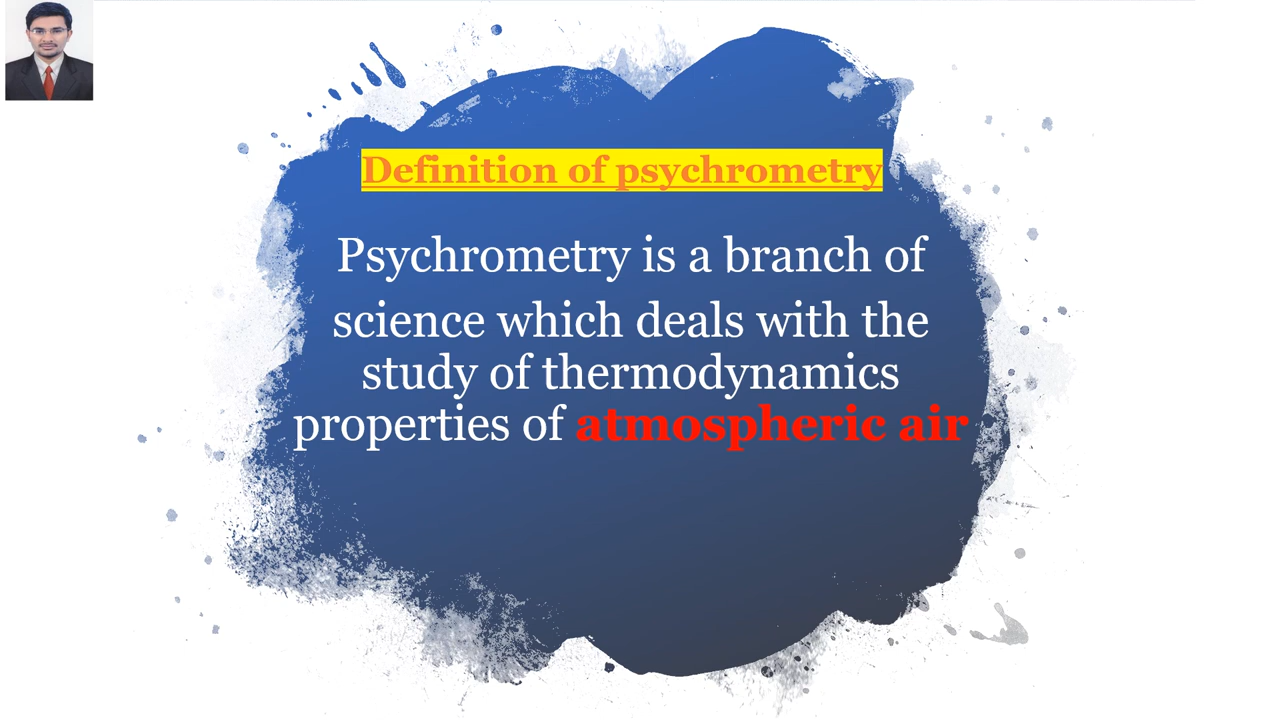 Definition of psychrometry
Psychrometry is a branch of
science which deals with the
study of thermodynamics
properties of atmospheric air